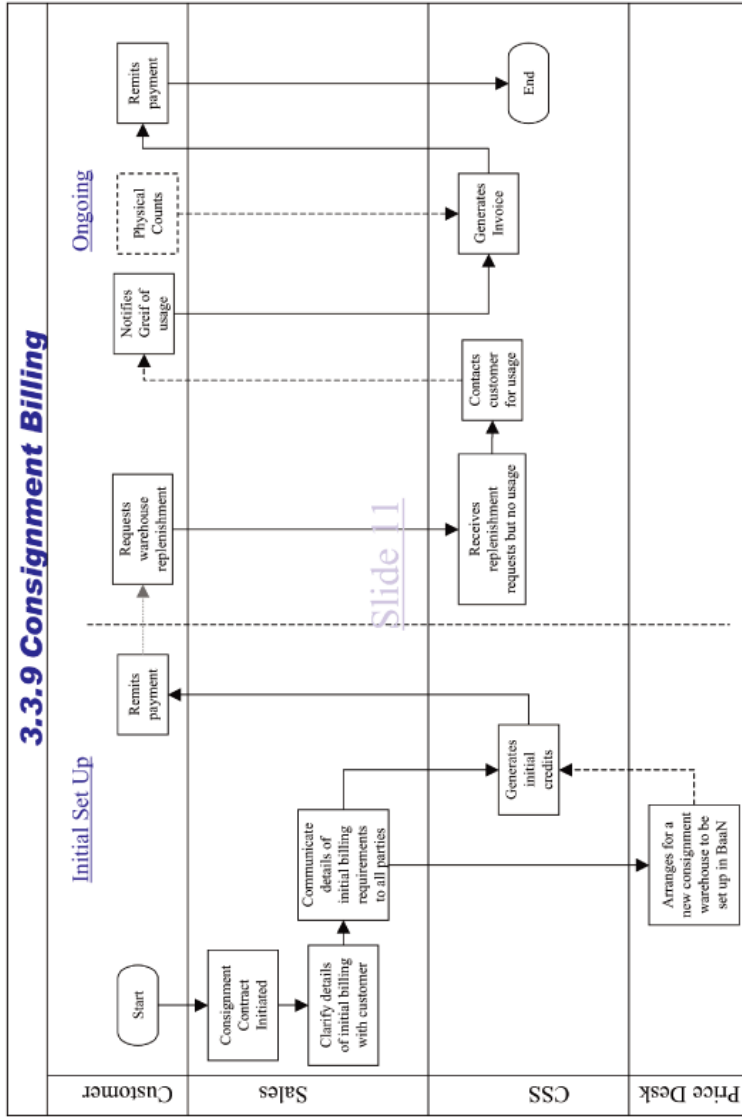 3.3.9 Consignment Billing
Initial Set Up
Ongoing
Customer
Start
Remits
payment
Requests
warehouse
replenishment
Notifies
Greif of
usage
Physical
Counts
Remits
payment
Sales
Consignment
Contract
Initiated
Clarify details
of initial billing
with customer
Communicate
details of
initial billing
requirements
to all parties
Slide 11
CSS
Generates
initial
credits
Receives
replenishment
requests but no usage
Contacts
customer
for usage
Generates
Invoice
End
Price Desk
Arranges for a
new consignment
warehouse to be
set up in BaaN